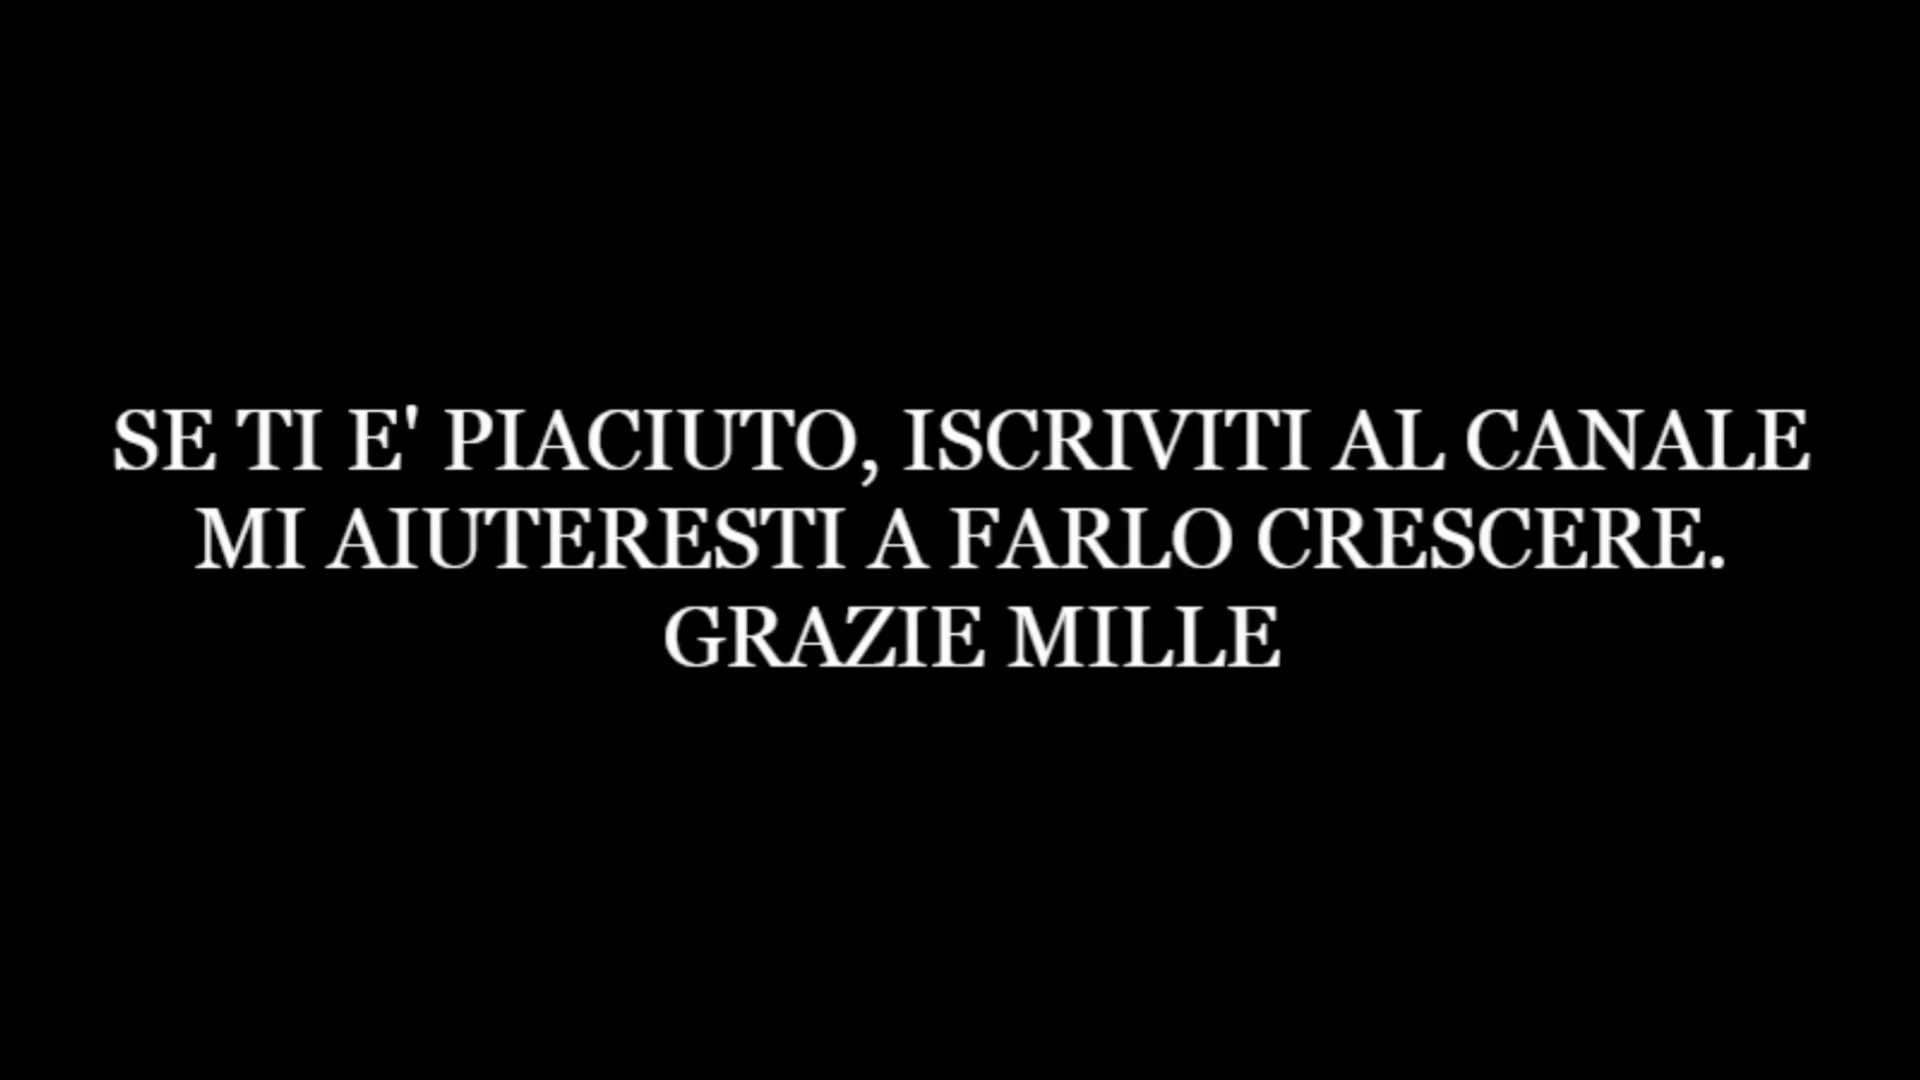 SE TI E' PIACIUTO, ISCRIVITI AL CANALE
MI AIUTERESTI A FARLO CRESCERE.
GRAZIE MILLE